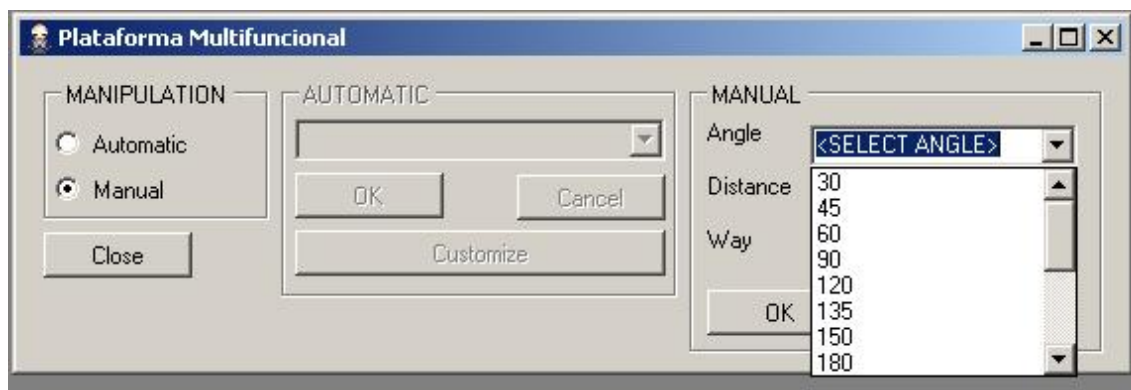 Plataforma Multifuncional
MANIPULATION
Automatic
Manual
Close
AUTOMATIC
OK
Cancel
Customize
MANUAL
Angle
<SELECT ANGLE>
Distance
Way
OK
30
45
60
90
120
135
150
180